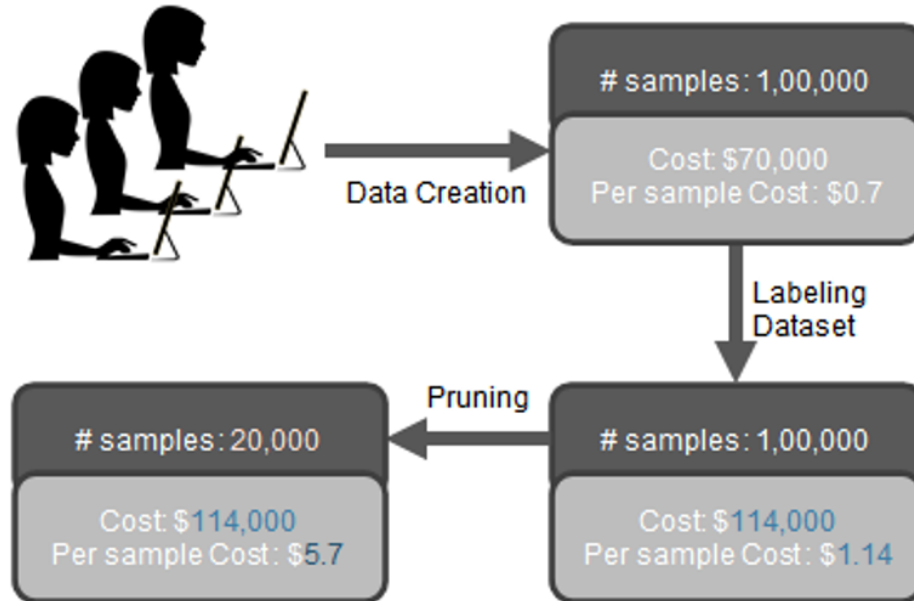 # samples: 1,00,000
Cost: $70,000
Per sample Cost: $0.7
Data Creation
Labeling
Dataset
Pruning
# samples: 20,000
Cost: $114,000
Per sample Cost: $5.7
# samples: 1,00,000
Cost: $114,000
Per sample Cost: $1.14